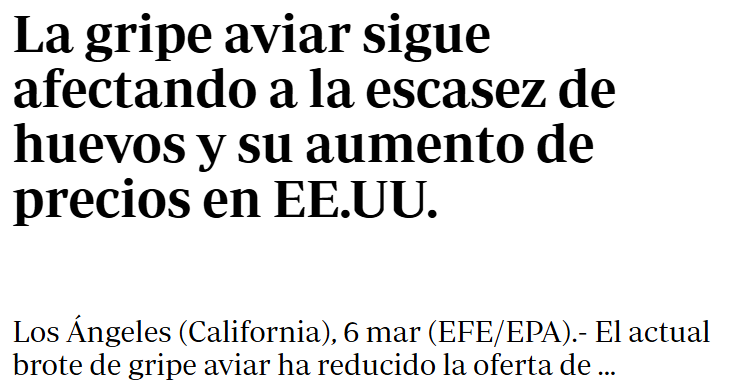 La gripe aviar sigue
afectando a la escasez de
huevos y su aumento de
precios en EE.UU.
Los Ángeles (California), 6 mar (EFE/EPA).- El actual
brote de gripe aviar ha reducido la oferta de ...